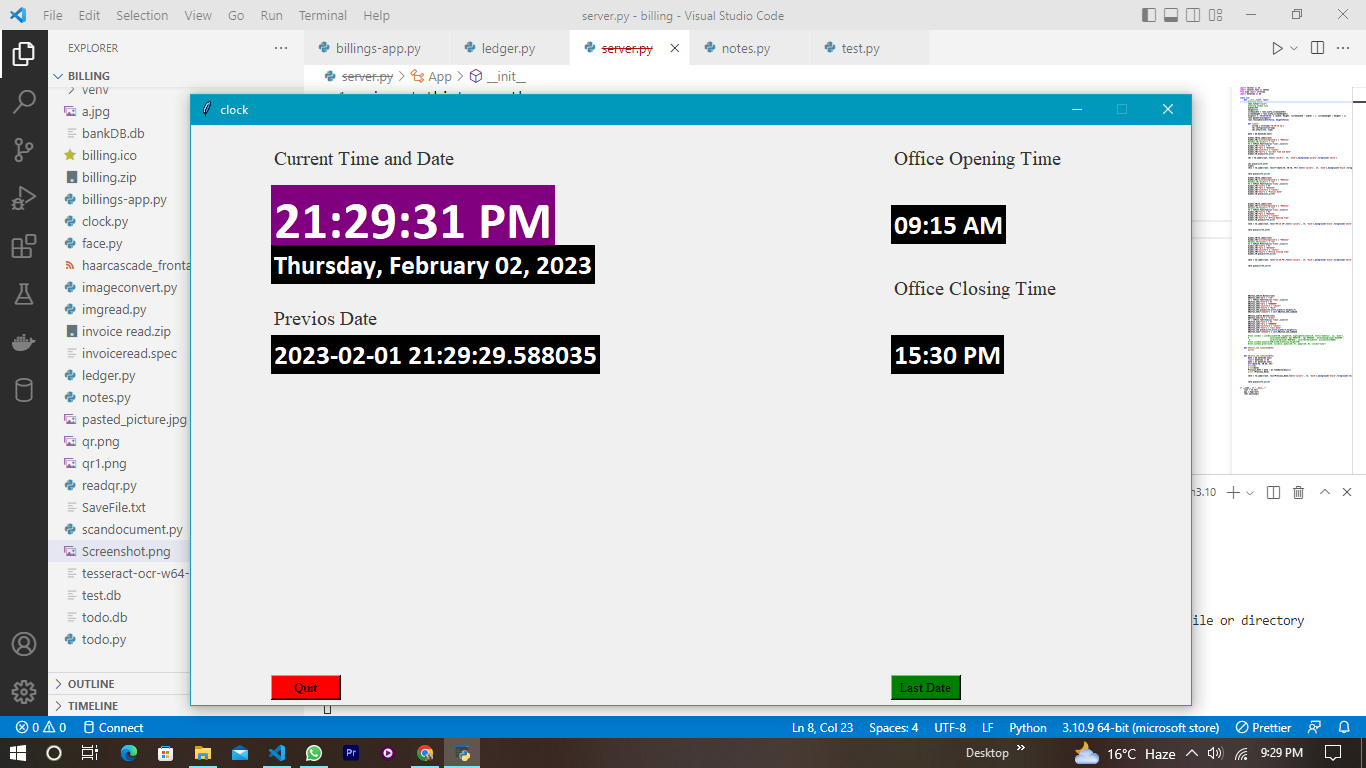 File Edit Selection View Go Run Terminal Help
server.py - billing - Visual Studio Code
EXPLORER
billings-app.py
ledger.py
server.py
notes.py
test.py
BILLING
server.py > App > __init__
venv
a.jpg
bankDB.db
billing.ico
billing.zip
billings-app.py
clock.py
face.py
haarcascade_fronta
imageconvert.py
imgread.py
invoice read.zip
invoiceread.spec
ledger.py
notes.py
pasted_picture.jpg
qr.png
qr1.png
readqr.py
SaveFile.txt
scandocument.py
Screenshot.png
tesseract-ocr-w64-
test.db
todo.db
todo.py
OUTLINE
TIMELINE
clock
Current Time and Date
21:29:31 PM
Thursday, February 02, 2023
Previos Date
2023-02-01 21:29:29.588035
Office Opening Time
09:15 AM
Office Closing Time
15:30 PM
Quit
Last Date
n3.10
ile or directory
0 0 Connect
Ln 8, Col 23 Spaces: 4 UTF-8 LF Python 3.10.9 64-bit (microsoft store) Prettier
Pr
Desktop
16°C Haze
9:29 PM